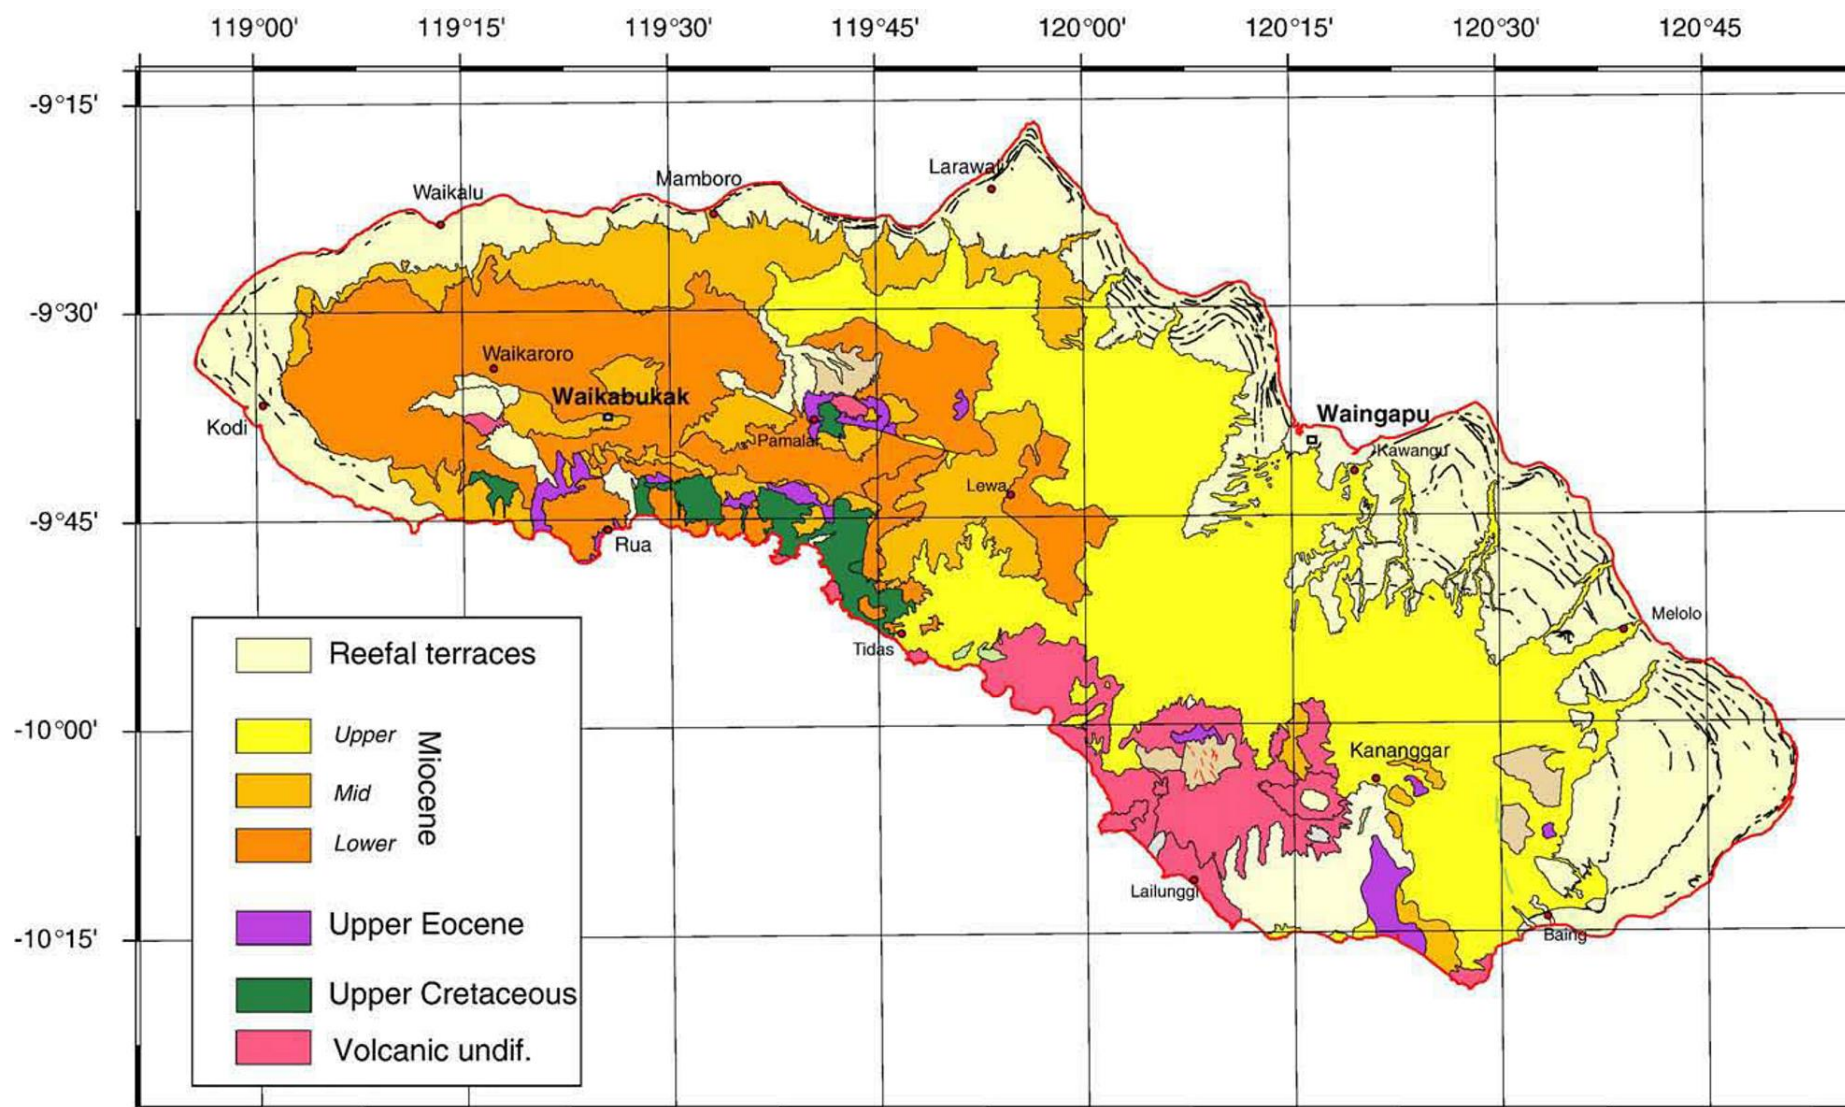 119°00' 119°15' 119°30' 119°45' 120°00' 120°15' 120°30' 120°45'
-9°15'
Larawali
Mamboro
Waikalu
-9°30'
Waikaroro
Waikabukak
Waingapu
Kodi
Pamalar
Kawangu
Lewa
-9°45'
Rua
Melolo
Tidas
Reefal terraces
-10°00'
Upper
Mid
Lower
Miocene
Kananggar
Lailunggi
Upper Eocene
-10°15'
Baing
Upper Cretaceous
Volcanic undif.